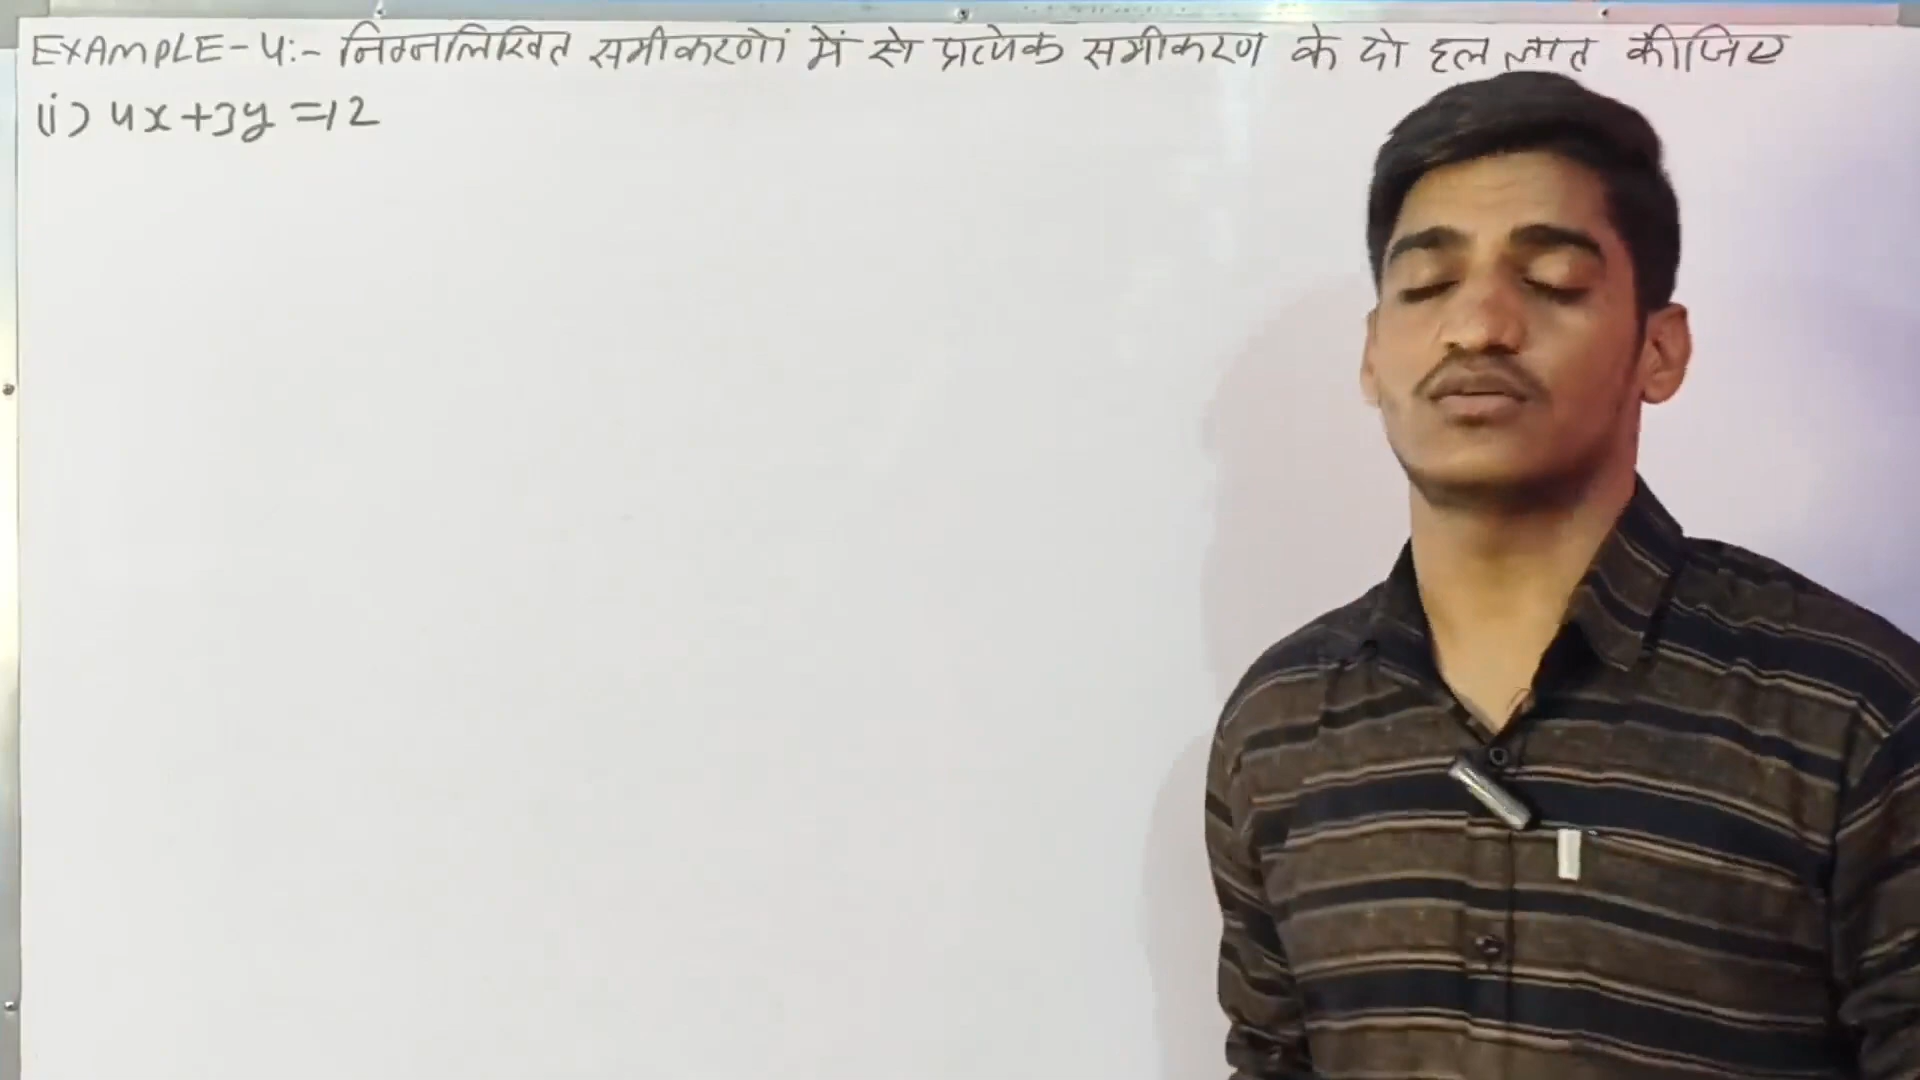 EXAMPLE-4:- निम्नलिखित समीकरणों में से प्रत्येक समीकरण के दो हल ज्ञात कीजिए
(i) 4x+3y=12